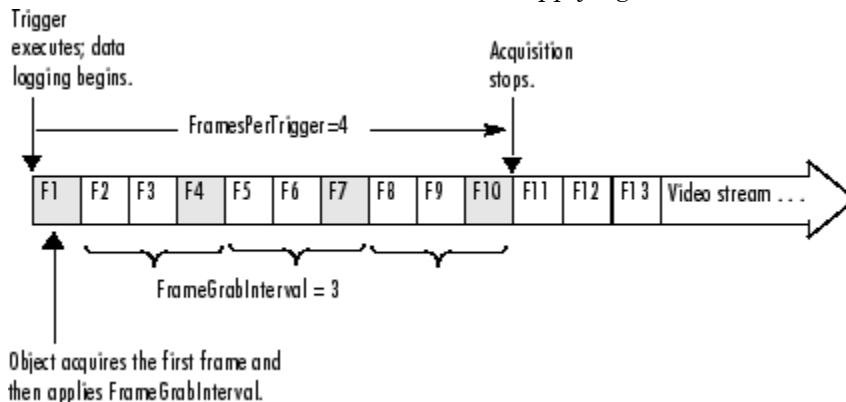 Trigger
executes; data
logging begins.
Acquisition
stops.
FramesPerTrigger=4
F1 F2 F3 F4 F5 F6 F7 F8 F9 F10 F11 F12 F13 Video stream . . .
FrameGrabInterval = 3
Object acquires the first frame and
then applies FrameGrabInterval.